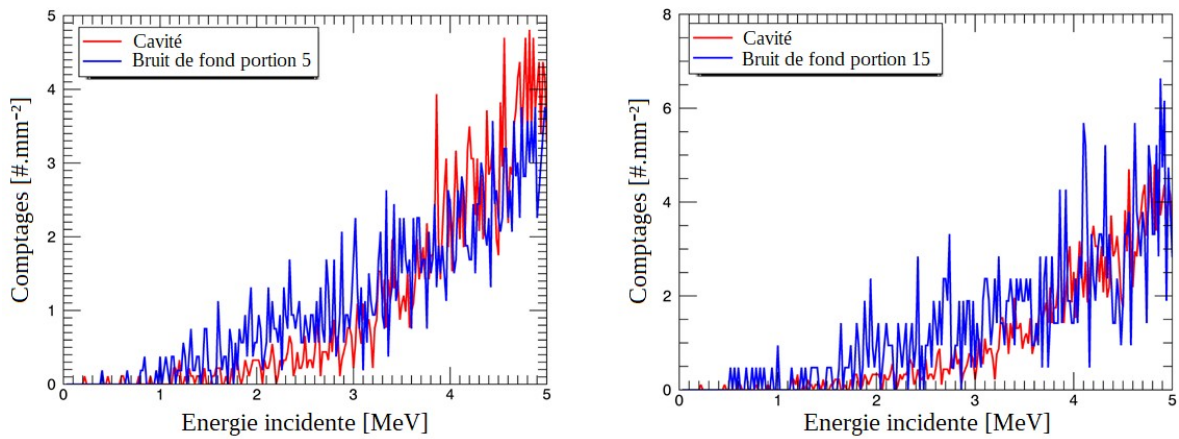 5
4
3
2
1
0
0
1
2
3
4
5
Comptages [#.mm⁻²]
Energie incidente [MeV]
Cavité
Bruit de fond portion 5
8
6
4
2
0
0
1
2
3
4
5
Comptages [#.mm⁻²]
Energie incidente [MeV]
Cavité
Bruit de fond portion 15